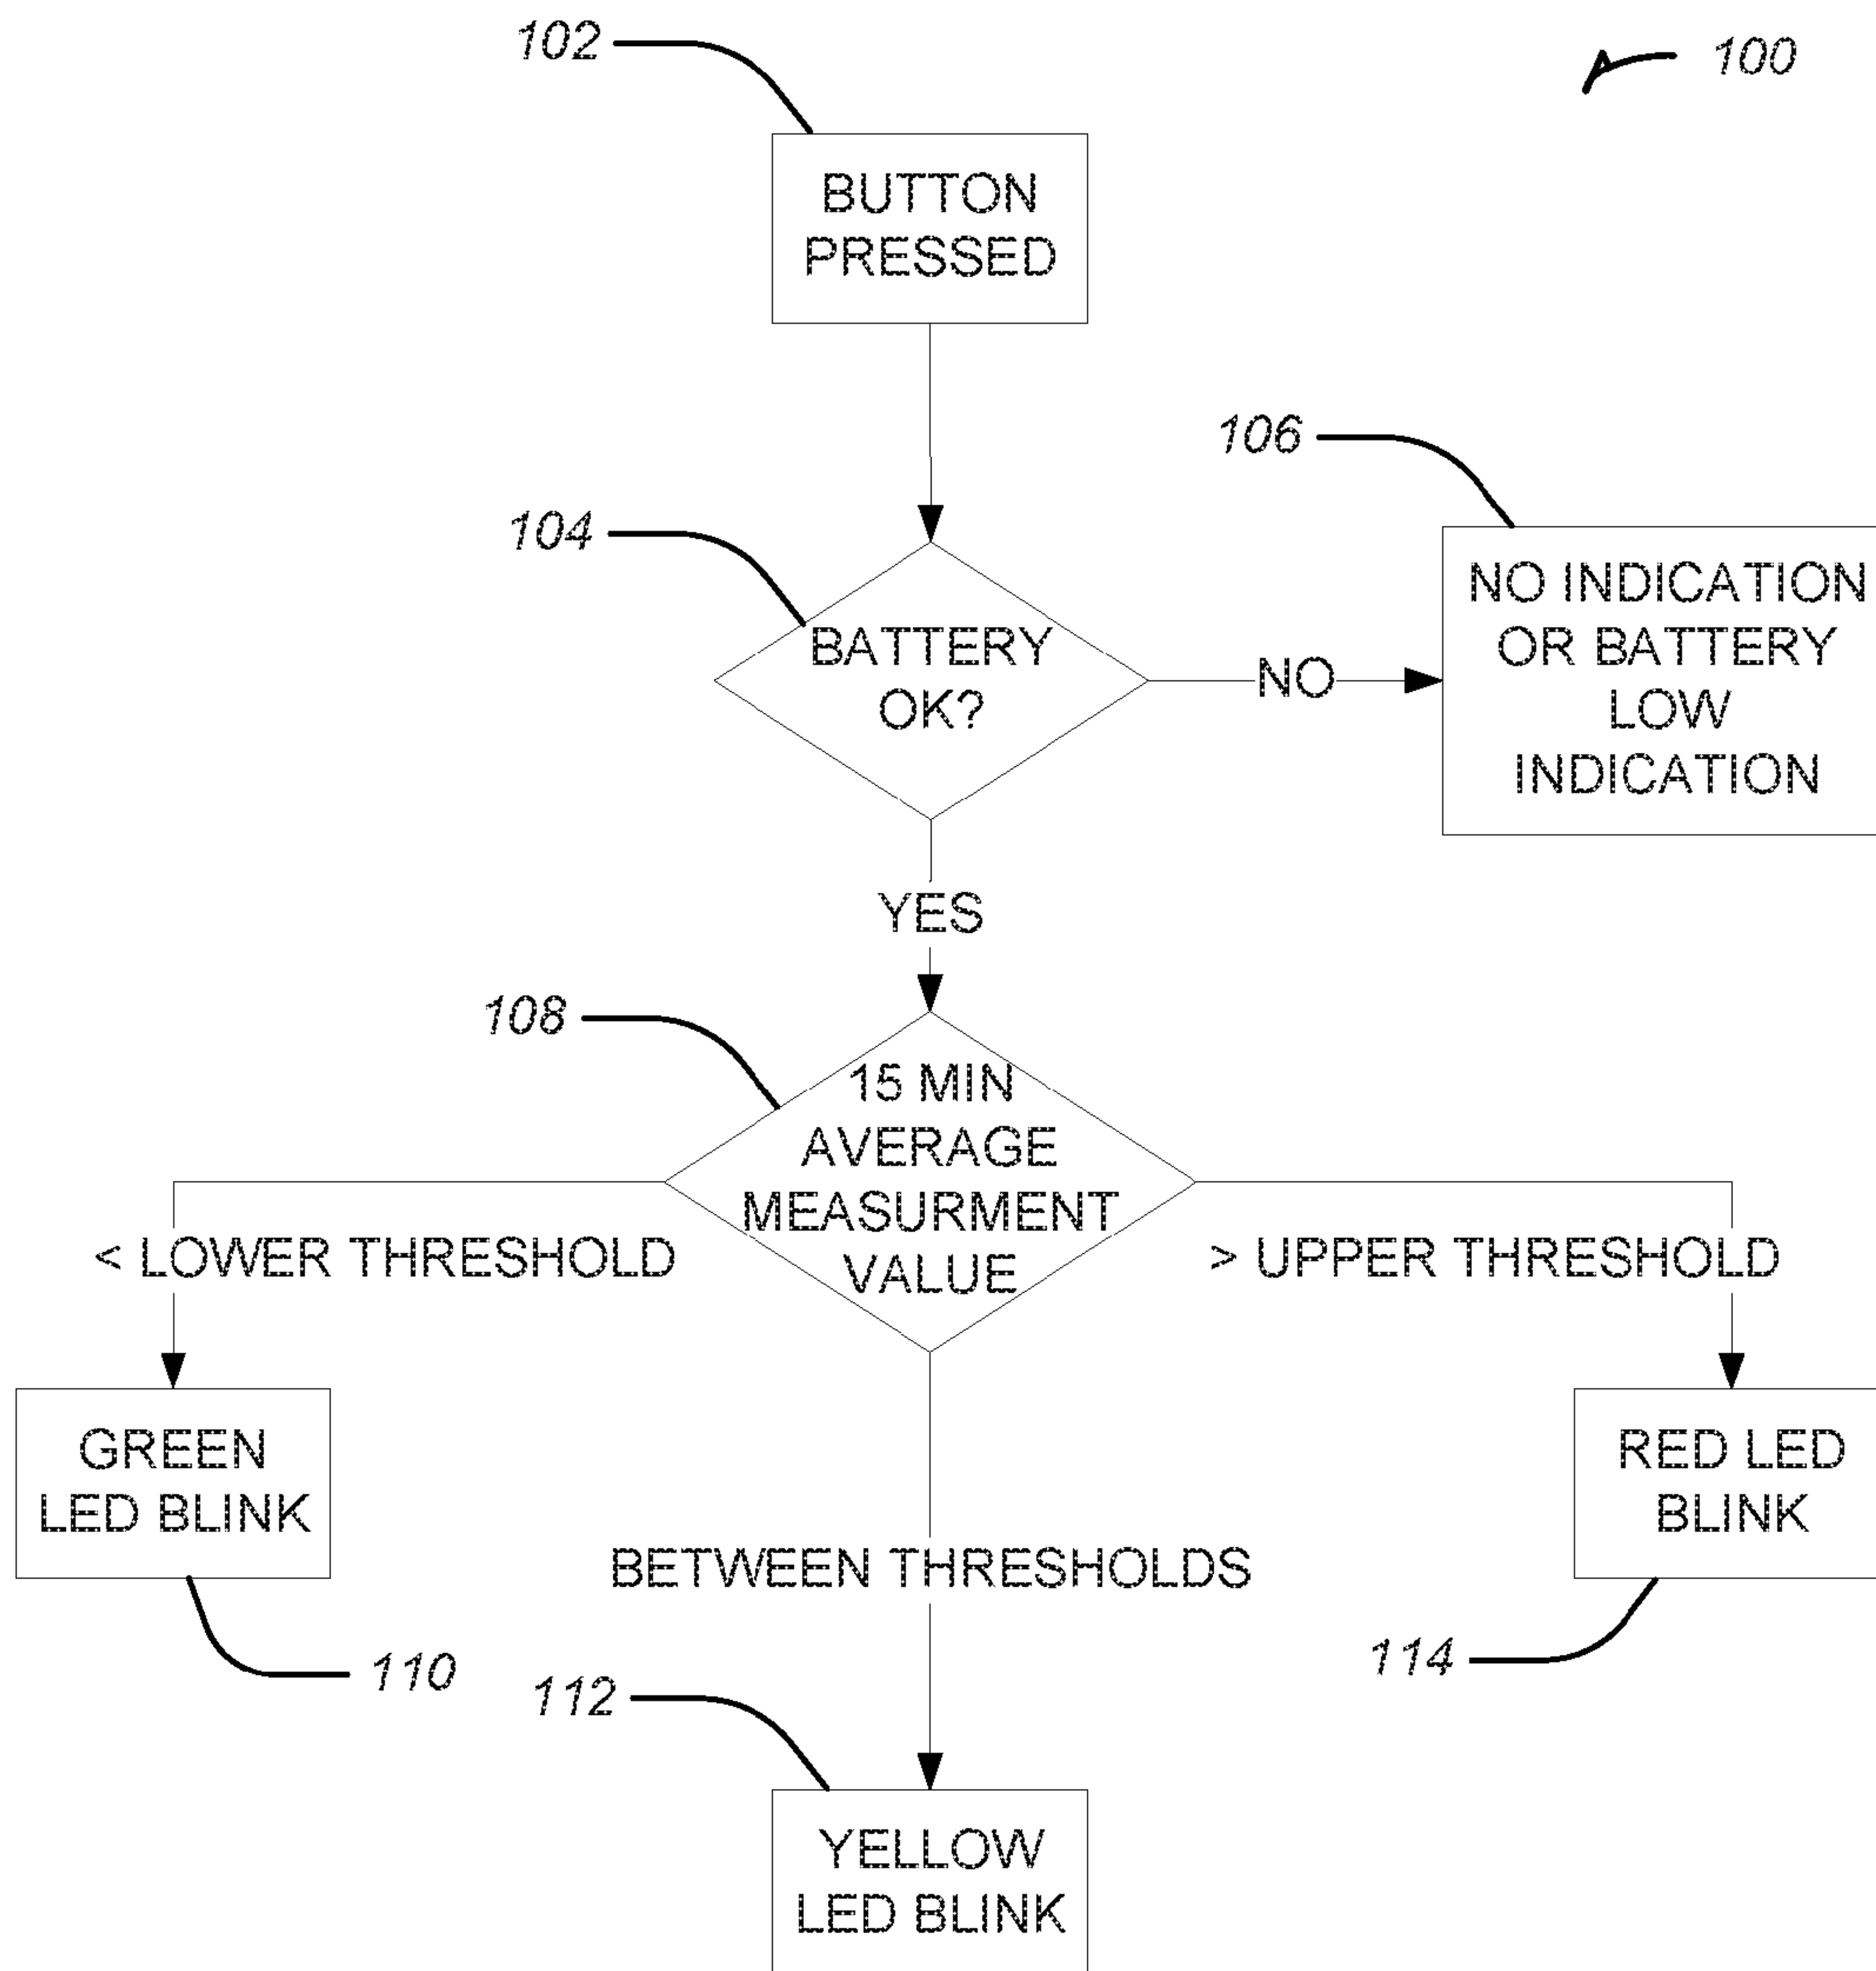 102
100
BUTTON
PRESSED
106
104
NO INDICATION
OR BATTERY
LOW
INDICATION
BATTERY
OK?
NO
YES
108
15 MIN
AVERAGE
MEASURMENT
VALUE
< LOWER THRESHOLD
> UPPER THRESHOLD
GREEN
LED BLINK
RED LED
BLINK
BETWEEN THRESHOLDS
110
112
114
YELLOW
LED BLINK